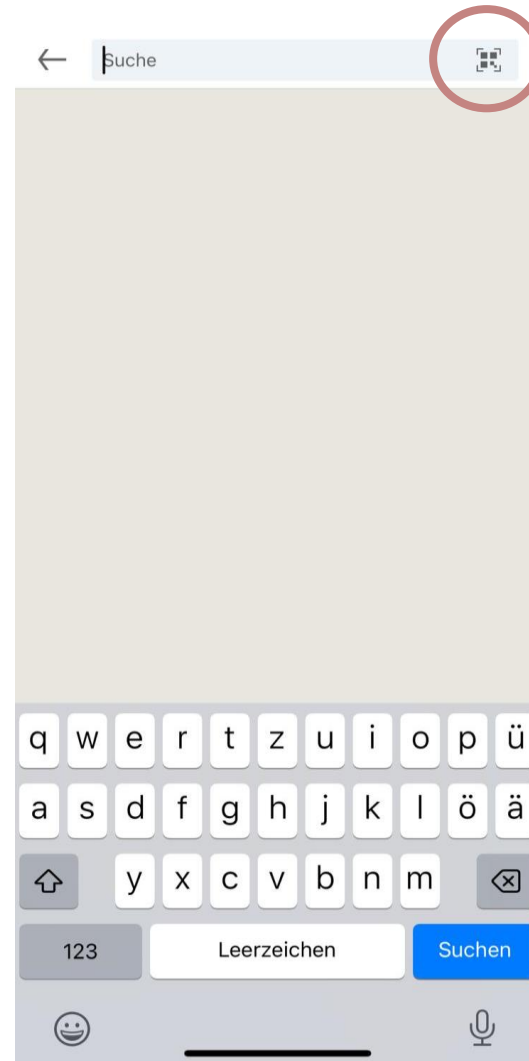 Suche
q w e r t z u i o p ü
a s d f g h j k l ö ä
y x c v b n m
123 Leerzeichen Suchen